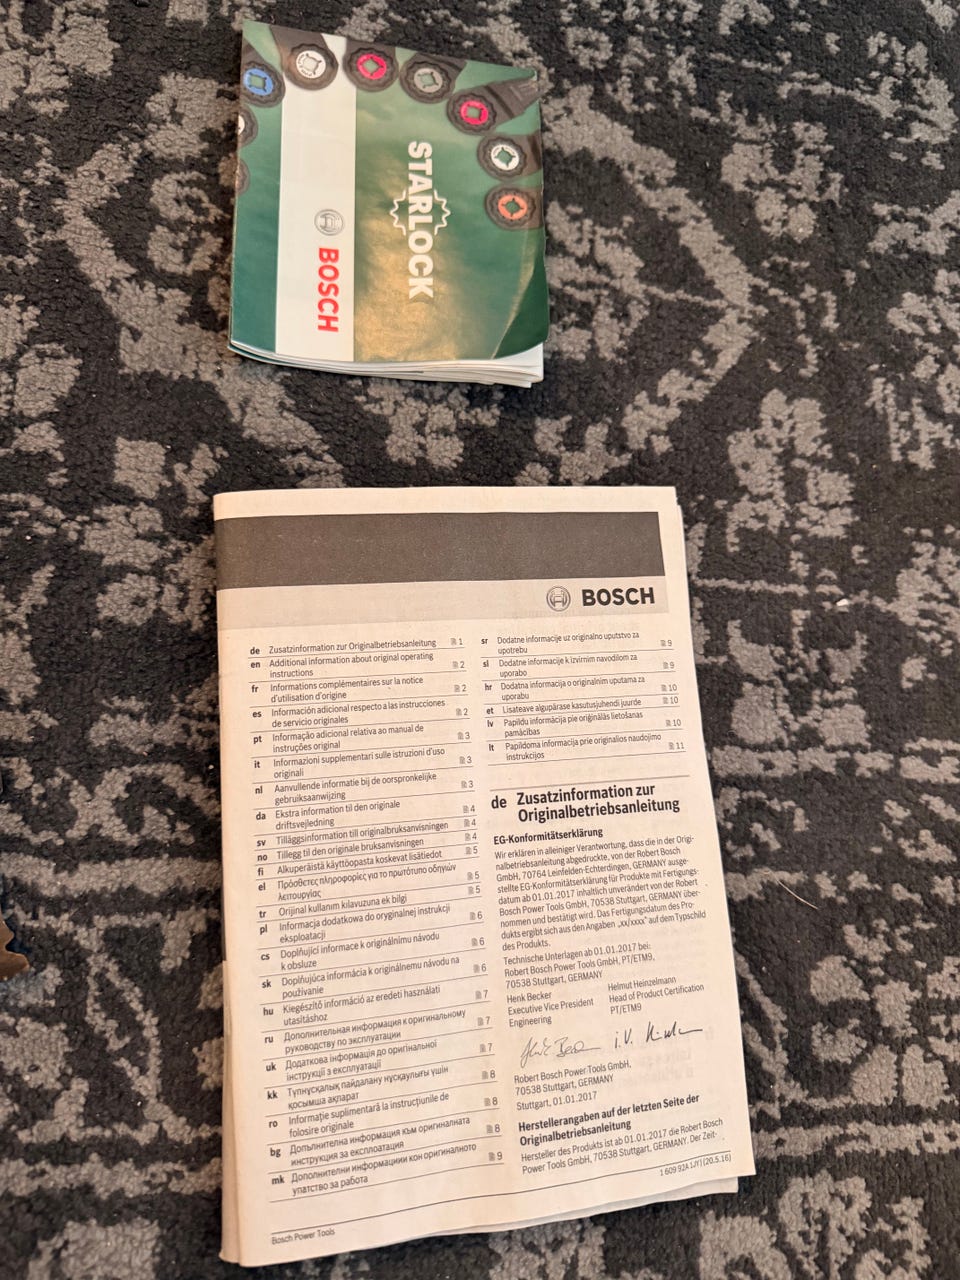 STARLOCK
BOSCH
BOSCH
de Zusatzinformation zur Originalbetriebsanleitung 1
en Additional information about original operating
instructions 2
fr Informations complémentaires sur la notice
d'utilisation d'origine 2
es Información adicional respecto a las instrucciones
de servicio originales 2
pt Informação adicional relativa ao manual de
instruções original 3
it Informazioni supplementari sulle istruzioni d'uso
originali 3
nl Aanvullende informatie bij de oorspronkelijke
gebruiksaanwijzing 3
da Ekstra information til den originale
driftsvejledning 4
sv Tilläggsinformation till originalbruksanvisningen 4
no Tillegg til den originale bruksanvisningen 4
fi Alkuperäistä käyttöopasta koskevat lisätiedot 5
el Πρόσθετες πληροφορίες για το πρωτότυπο οδηγιών
λειτουργίας 5
tr Orijinal kullanım kılavuzuna ek bilgi 5
pl Informacja dodatkowa do oryginalnej instrukcji
eksploatacji 6
cs Doplňující informace k originálnímu návodu
k obsluze 6
sk Doplňujúca informácia k originálnemu návodu na
používanie 6
hu Kiegészítő információ az eredeti használati
utasításhoz 7
ru Дополнительная информация к оригинальному
руководству по эксплуатации 7
uk Додаткова інформація до оригінальної
інструкції з експлуатації 7
kk Түпнұсқалық пайдалану нұсқаулығы үшін
қосымша ақпарат 8
ro Informaţie suplimentară la instrucţiunile de
folosire originale 8
bg Допълнителна информация към оригиналната
инструкция за експлоатация 8
mk Дополнителни информациии кон оригиналното
упатство за работа 9
sr Dodatne informacije uz originalno uputstvo za
upotrebu 9
sl Dodatne informacije k izvirnim navodilom za
uporabo 9
hr Dodatna informacija o originalnim uputama za
uporabu 10
et Lisateave algupärase kasutusjuhendi juurde 10
lv Papildu informācija pie oriģinālās lietošanas
pamācības 10
lt Papildoma informacija prie originalios naudojimo
instrukcijos 11
de Zusatzinformation zur
Originalbetriebsanleitung
EG-Konformitätserklärung
Wir erklären in alleiniger Verantwortung, dass die in der Origi-
nalbetriebsanleitung abgedruckte, von der Robert Bosch
GmbH, 70764 Leinfelden-Echterdingen, GERMANY ausge-
stellte EG-Konformitätserklärung für Produkte mit Fertigungs-
datum ab 01.01.2017 inhaltlich unverändert von der Robert
Bosch Power Tools GmbH, 70538 Stuttgart, GERMANY über-
nommen und bestätigt wird. Das Fertigungsdatum des Pro-
dukts ergibt sich aus den Angaben „xx/xxxx“ auf dem Typschild
des Produkts.
Technische Unterlagen ab 01.01.2017 bei:
Robert Bosch Power Tools GmbH, PT/ETM9,
70538 Stuttgart, GERMANY
Henk Becker
Executive Vice President
Engineering
Helmut Heinzelmann
Head of Product Certification
PT/ETM9
i.V.
Robert Bosch Power Tools GmbH,
70538 Stuttgart, GERMANY
Stuttgart, 01.01.2017
Herstellerangaben auf der letzten Seite der
Originalbetriebsanleitung
Hersteller des Produkts ist ab 01.01.2017 die Robert Bosch
Power Tools GmbH, 70538 Stuttgart, GERMANY. Der Zeit-
1 609 92A 1JY | (20.5.16)
Bosch Power Tools